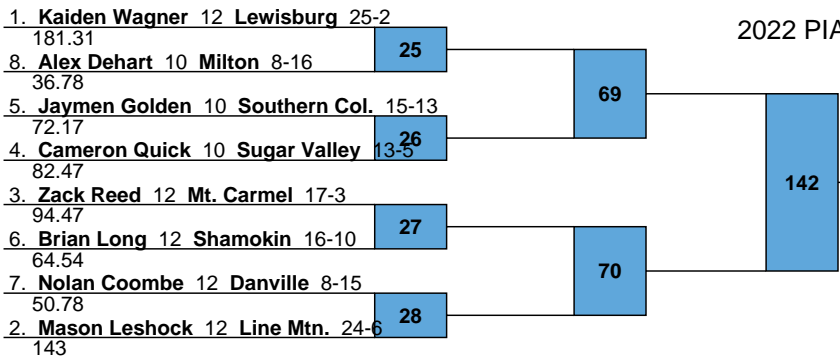 1. Kaiden Wagner 12 Lewisburg 25-2
181.31
8. Alex Dehart 10 Milton 8-16
36.78
5. Jaymen Golden 10 Southern Col. 15-13
72.17
4. Cameron Quick 10 Sugar Valley 13-5
82.47
3. Zack Reed 12 Mt. Carmel 17-3
94.47
6. Brian Long 12 Shamokin 16-10
64.54
7. Nolan Coombe 12 Danville 8-15
50.78
2. Mason Leshock 12 Line Mtn. 24-6
143
25
26
27
28
69
70
142
2022 PIA